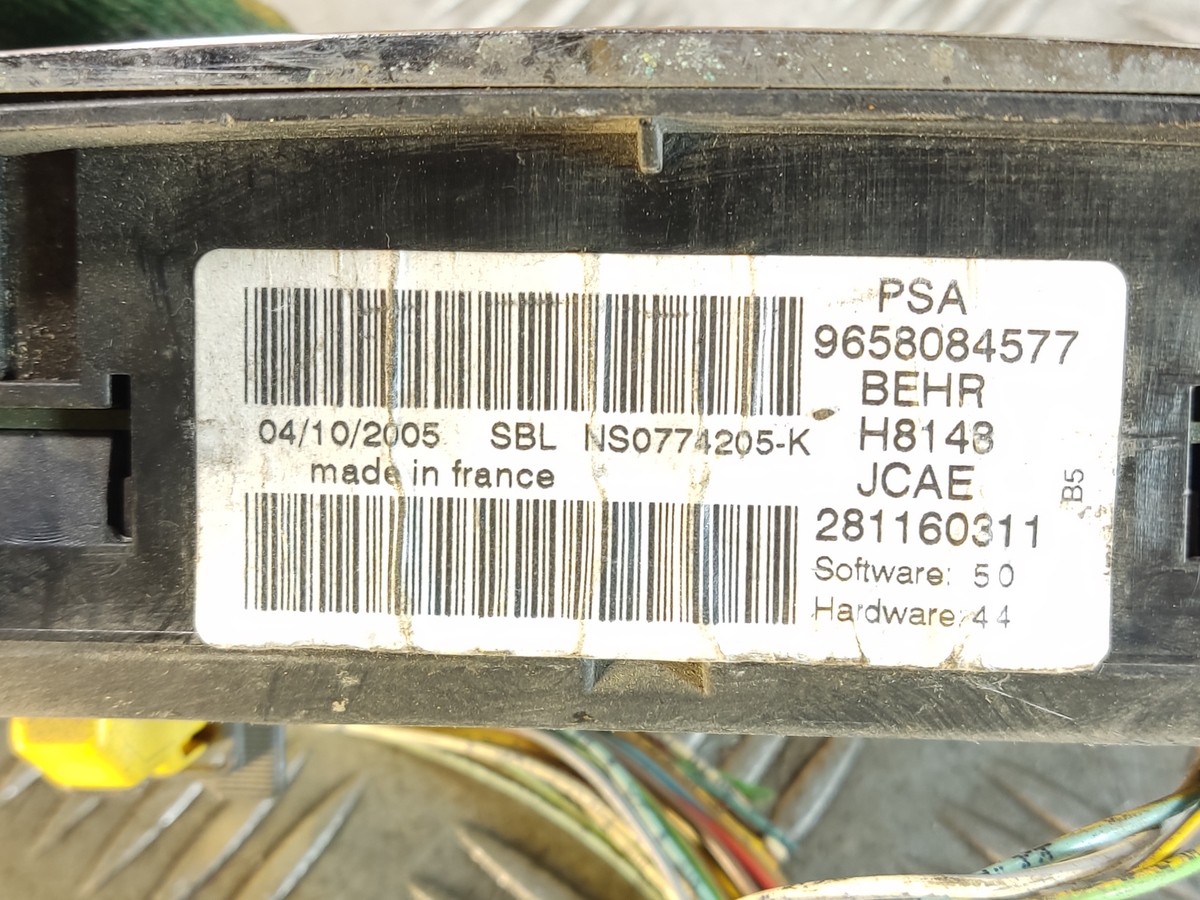 PSA
9658084577
BEHR
H8148
JCAE
281160311
Software: 50
Hardware: 44
B5
04/10/2005 SBL NS0774205-K
made in france